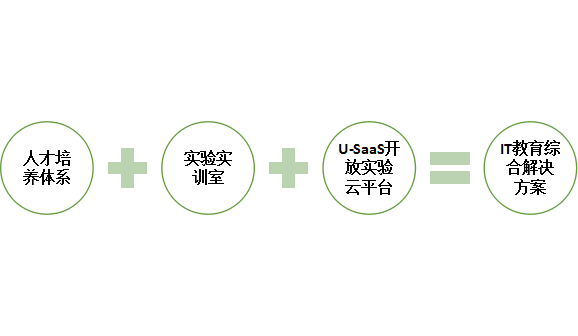 人才培
养体系
实验实
训室
U-SaaS开
放实验
云平台
IT教育综
合解决
方案